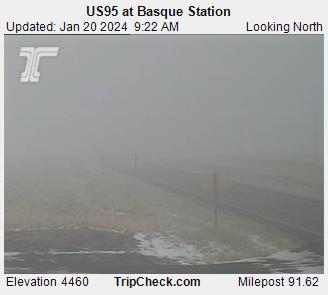 US95 at Basque Station
Updated: Jan 20 2024 9:22 AM Looking North
Elevation 4460 TripCheck.com Milepost 91.62